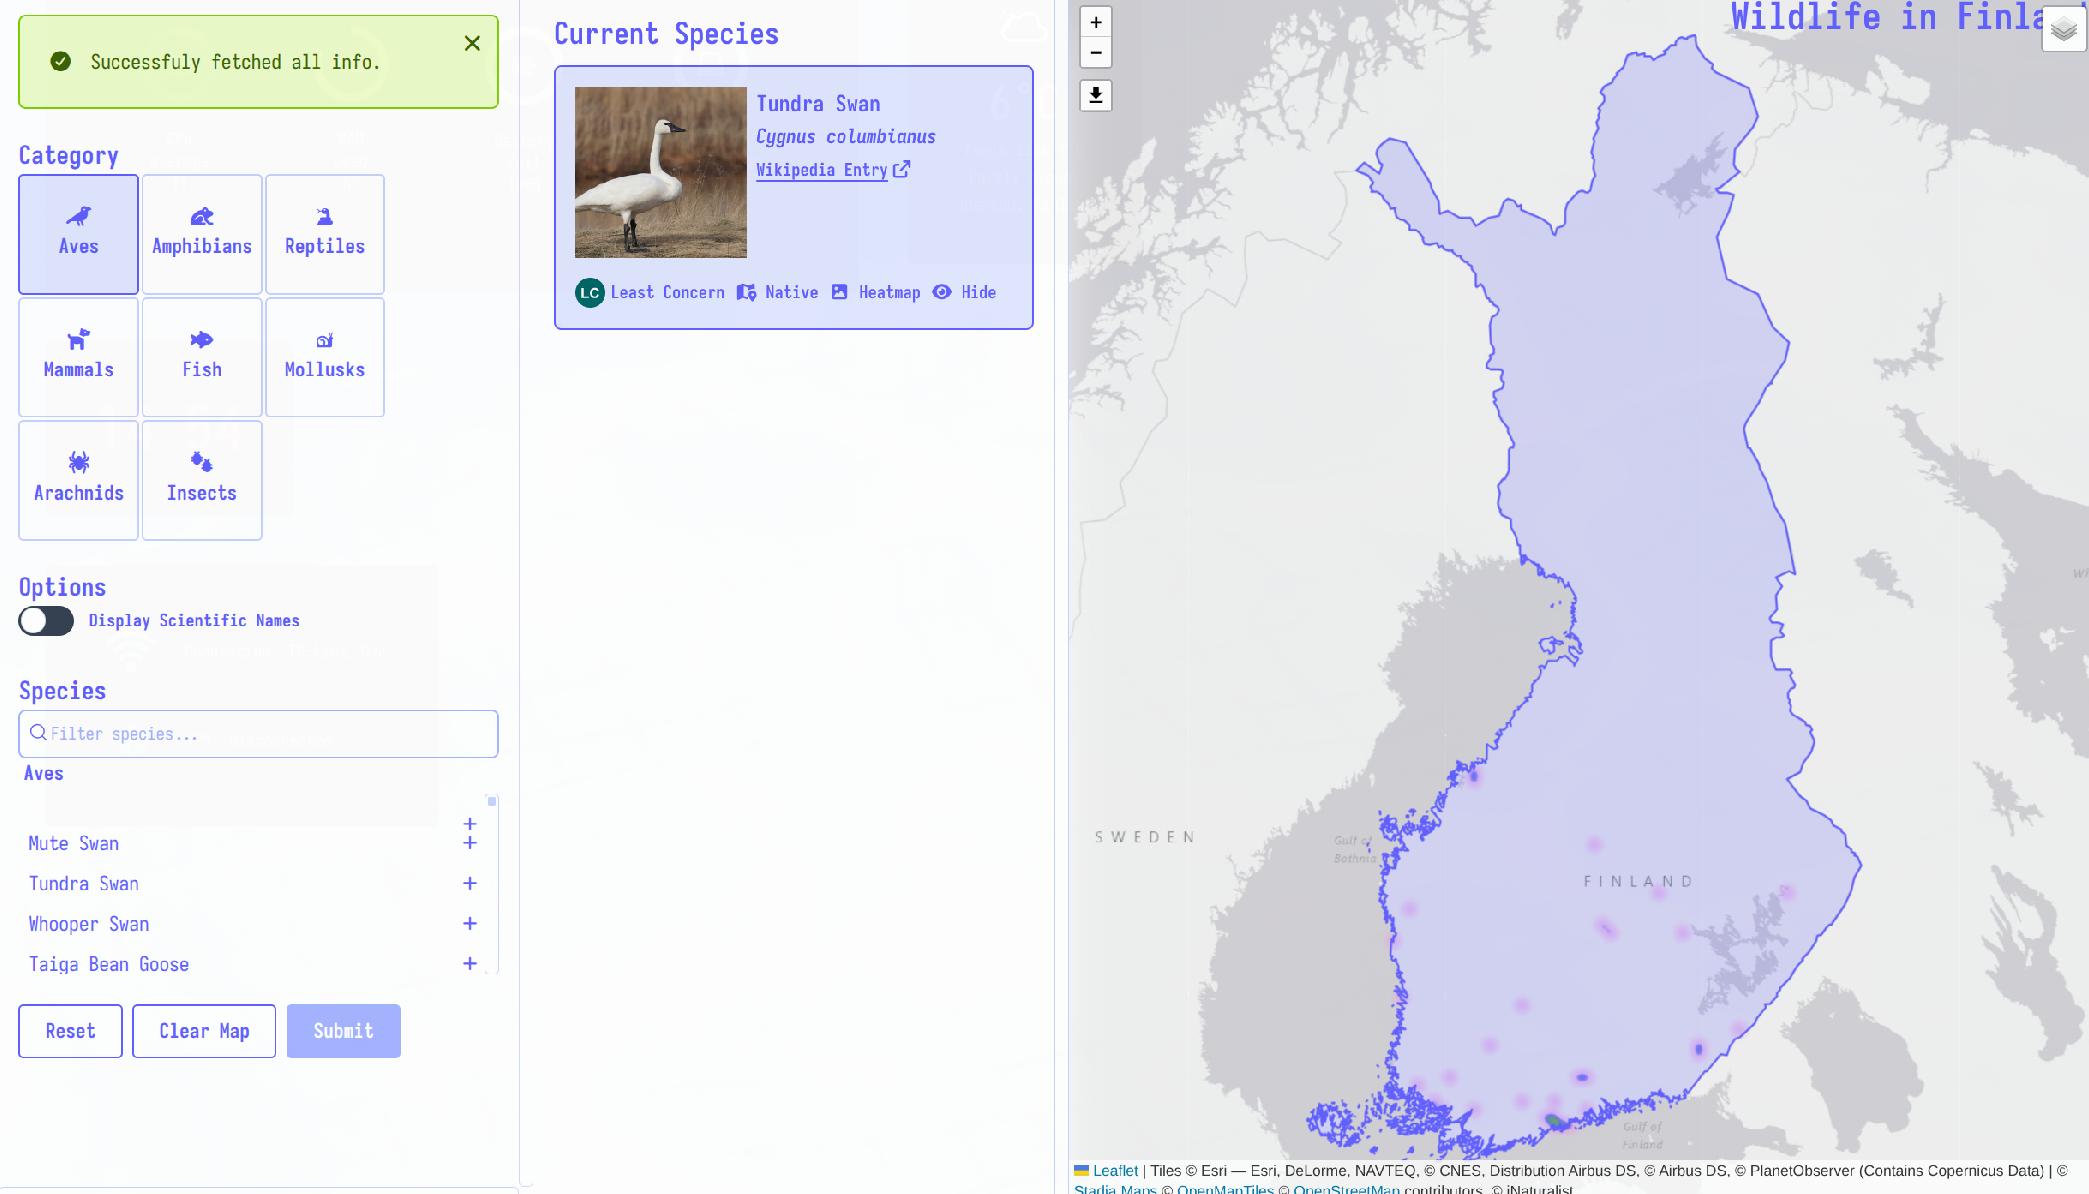 Successfuly fetched all info.
Category
Aves
Amphibians
Reptiles
Mammals
Fish
Mollusks
Arachnids
Insects
Options
Display Scientific Names
Species
Filter species...
Aves
+
Mute Swan +
Tundra Swan +
Whooper Swan +
Taiga Bean Goose +
Reset
Clear Map
Submit
Current Species
Tundra Swan
Cygnus columbianus
Wikipedia Entry
LC Least Concern Native Heatmap Hide
+
−
Wildlife in
SWEDEN
Gulf of
Bothnia
FINLAND
Gulf of
Finland
Leaflet | Tiles © Esri — Esri, DeLorme, NAVTEQ, © CNES, Distribution Airbus DS, © Airbus DS, © PlanetObserver (Contains Copernicus Data) | ©
Stadia Maps © OpenMapTiles © OpenStreetMap contributors, © iNaturalist